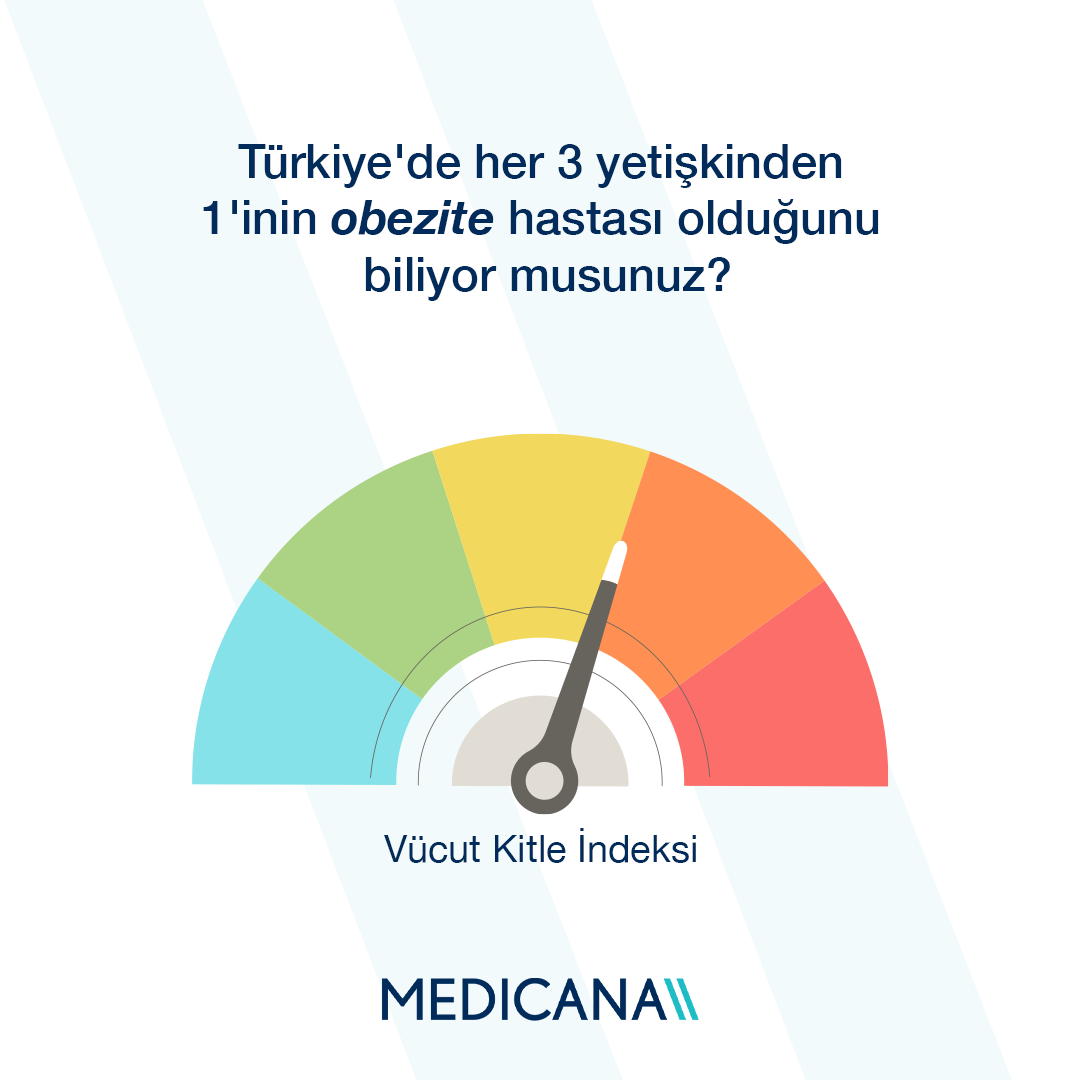 Türkiye'de her 3 yetişkinden
1'inin obezite hastası olduğunu
biliyor musunuz?
Vücut Kitle İndeksi
MEDICANA